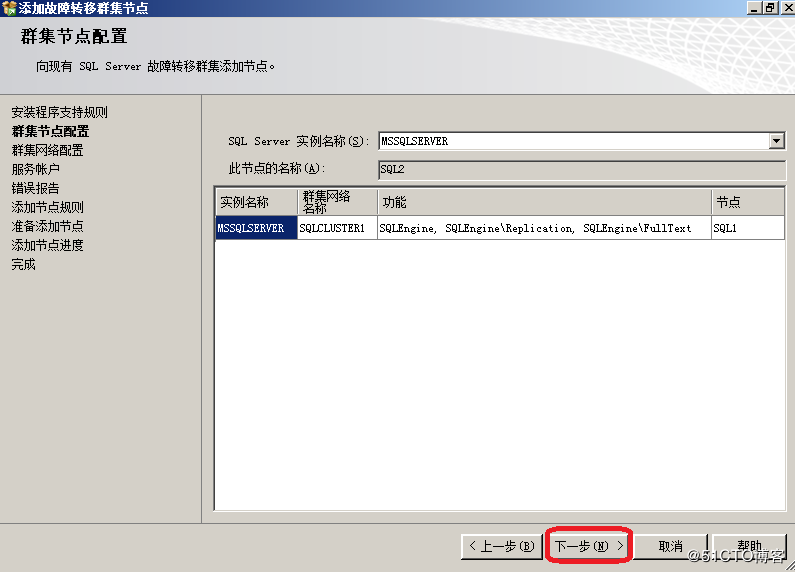 添加故障转移群集节点
群集节点配置
向现有 SQL Server 故障转移群集添加节点。
安装程序支持规则
群集节点配置
群集网络配置
服务帐户
错误报告
添加节点规则
准备添加节点
添加节点进度
完成
SQL Server 实例名称(S): MSSQLSERVER
此节点的名称(A): SQL2
实例名称 群集网络名称 功能 节点
MSSQLSERVER SQLCLUSTER1 SQLEngine, SQLEngine\Replication, SQLEngine\FullText SQL1
< 上一步(B) 下一步(N) > 取消 帮助
@51CTO博客